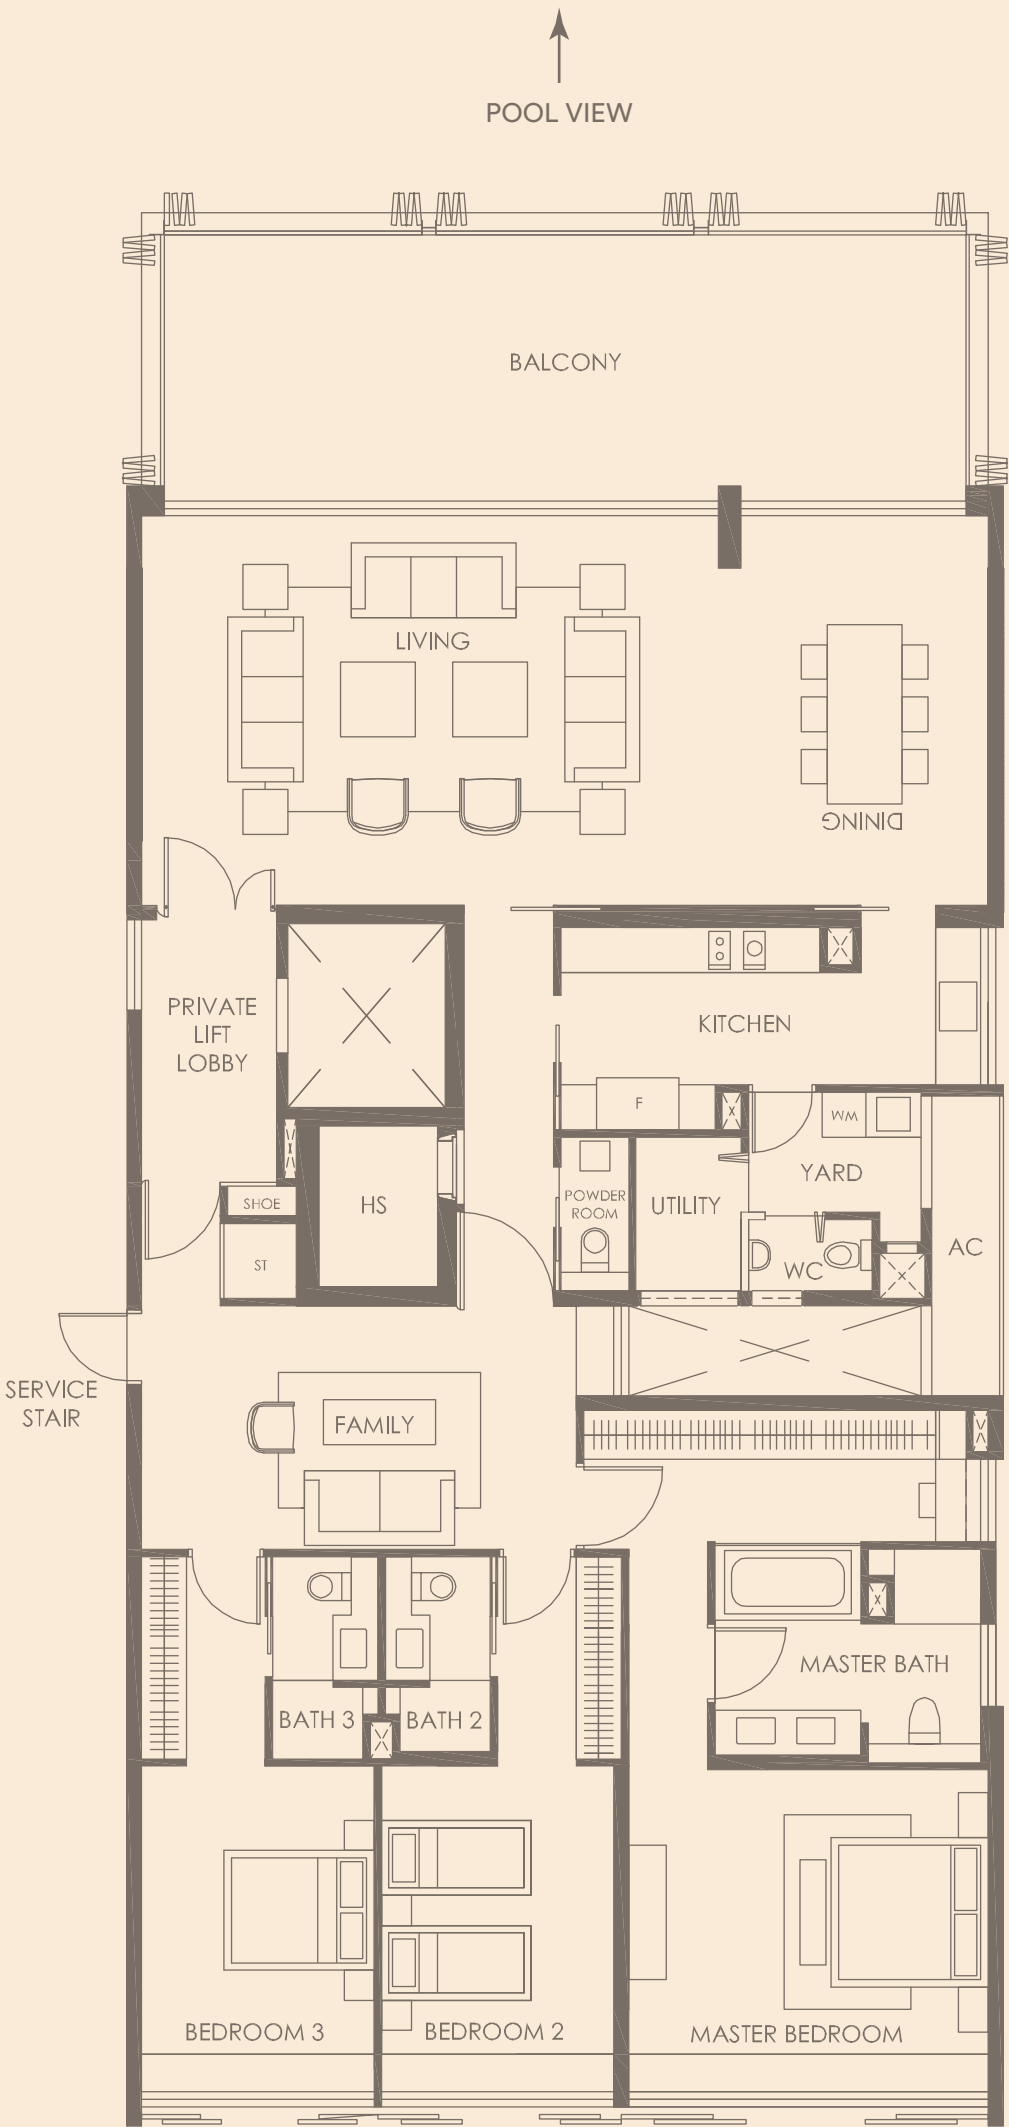 POOL VIEW
BALCONY
LIVING
DINING
PRIVATE
LIFT
LOBBY
KITCHEN
F
WM
YARD
SHOE
HS
POWDER
ROOM
UTILITY
ST
WC
AC
SERVICE
STAIR
FAMILY
MASTER BATH
BATH 3
BATH 2
BEDROOM 3
BEDROOM 2
MASTER BEDROOM